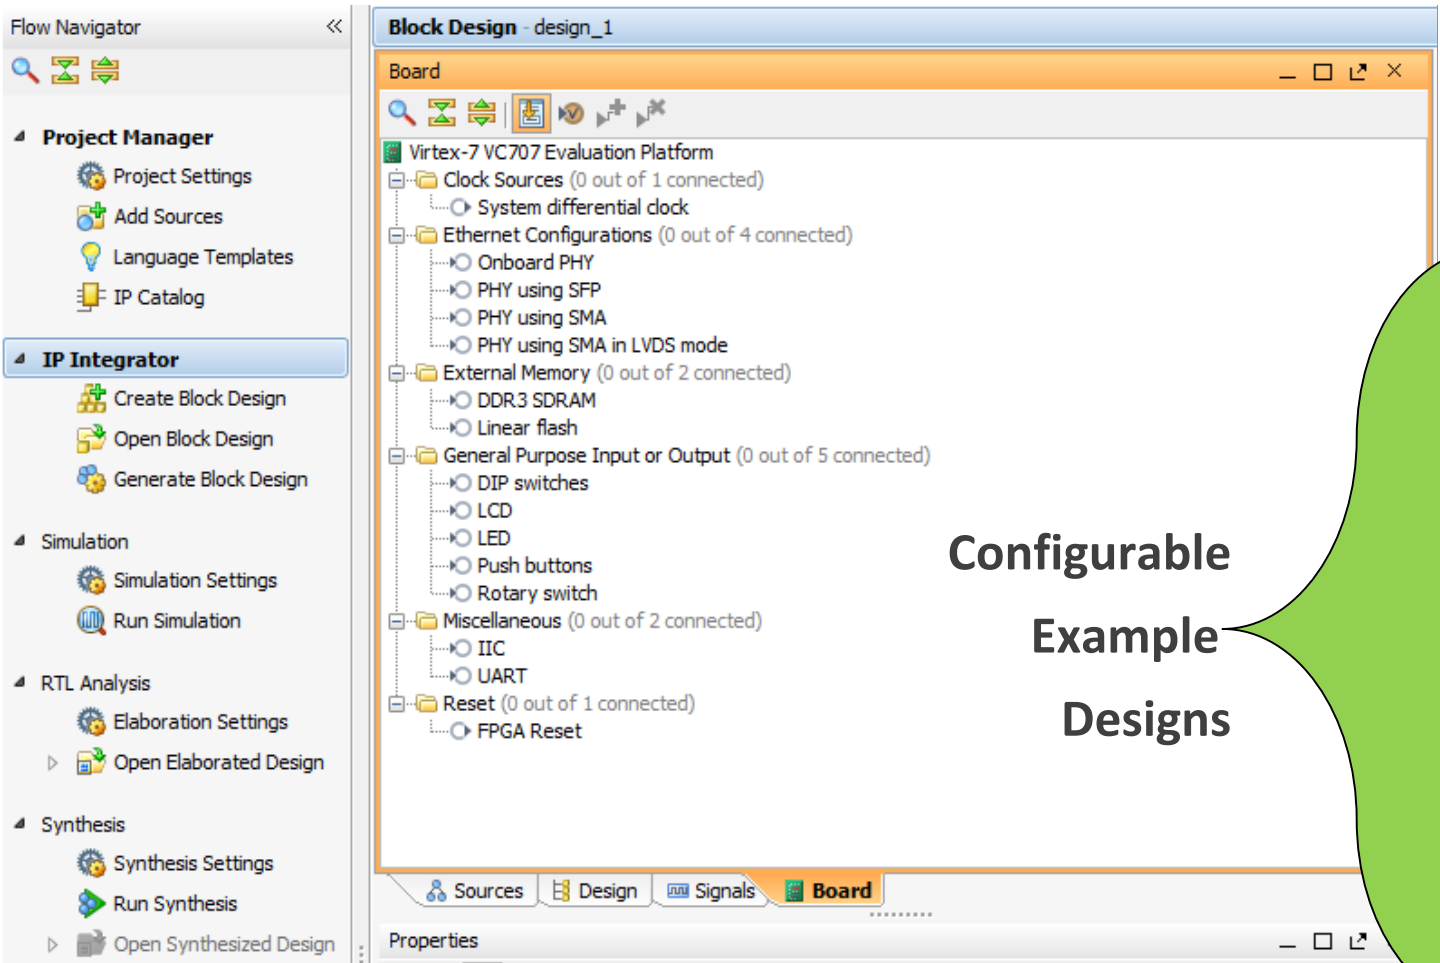 Flow Navigator
Project Manager
Project Settings
Add Sources
Language Templates
IP Catalog
IP Integrator
Create Block Design
Open Block Design
Generate Block Design
Simulation
Simulation Settings
Run Simulation
RTL Analysis
Elaboration Settings
Open Elaborated Design
Synthesis
Synthesis Settings
Run Synthesis
Open Synthesized Design
Block Design - design_1
Board
Virtex-7 VC707 Evaluation Platform
Clock Sources (0 out of 1 connected)
System differential clock
Ethernet Configurations (0 out of 4 connected)
Onboard PHY
PHY using SFP
PHY using SMA
PHY using SMA in LVDS mode
External Memory (0 out of 2 connected)
DDR3 SDRAM
Linear flash
General Purpose Input or Output (0 out of 5 connected)
DIP switches
LCD
LED
Push buttons
Rotary switch
Miscellaneous (0 out of 2 connected)
IIC
UART
Reset (0 out of 1 connected)
FPGA Reset
Configurable
Example
Designs
Sources Design Signals Board
Properties